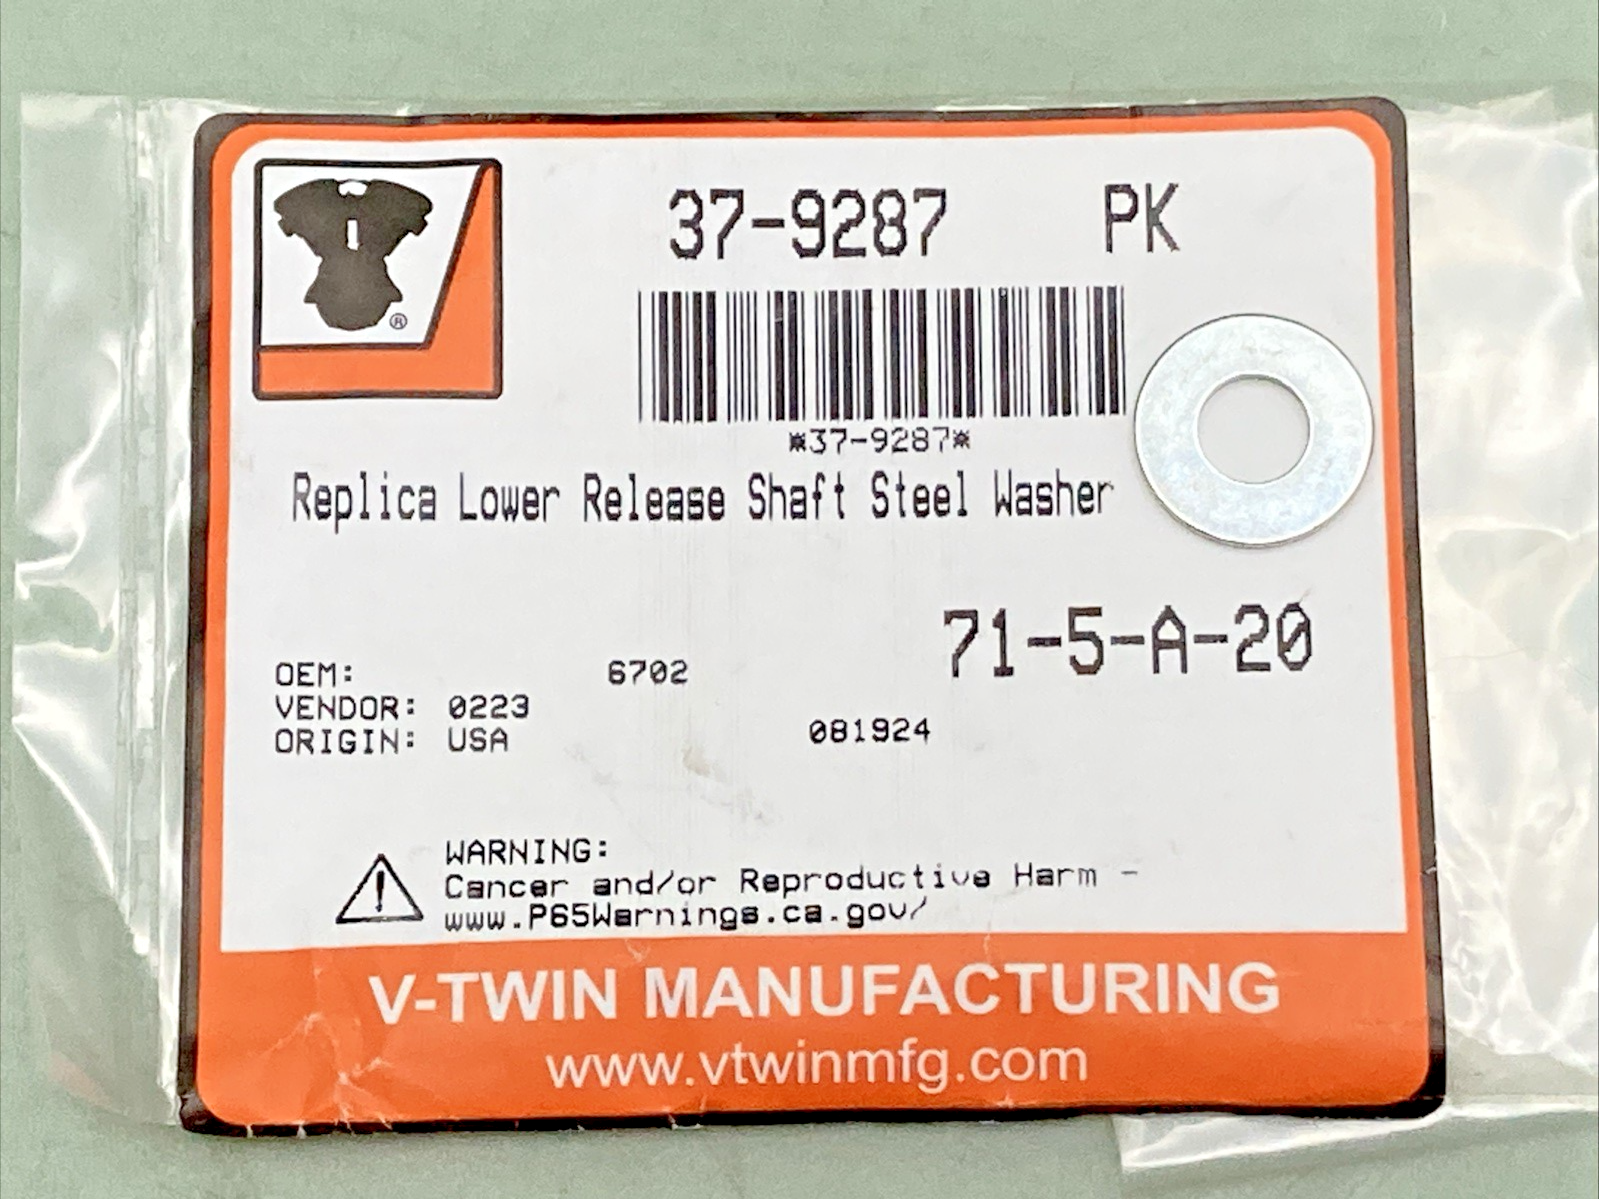 37-9287 PK
®
*37-9287*
Replica Lower Release Shaft Steel Washer
71-5-A-20
OEM: 6702
VENDOR: 0223
ORIGIN: USA 081924
WARNING:
Cancer and/or Reproductive Harm -
www.P65Warnings.ca.gov/
V-TWIN MANUFACTURING
www.vtwinmfg.com